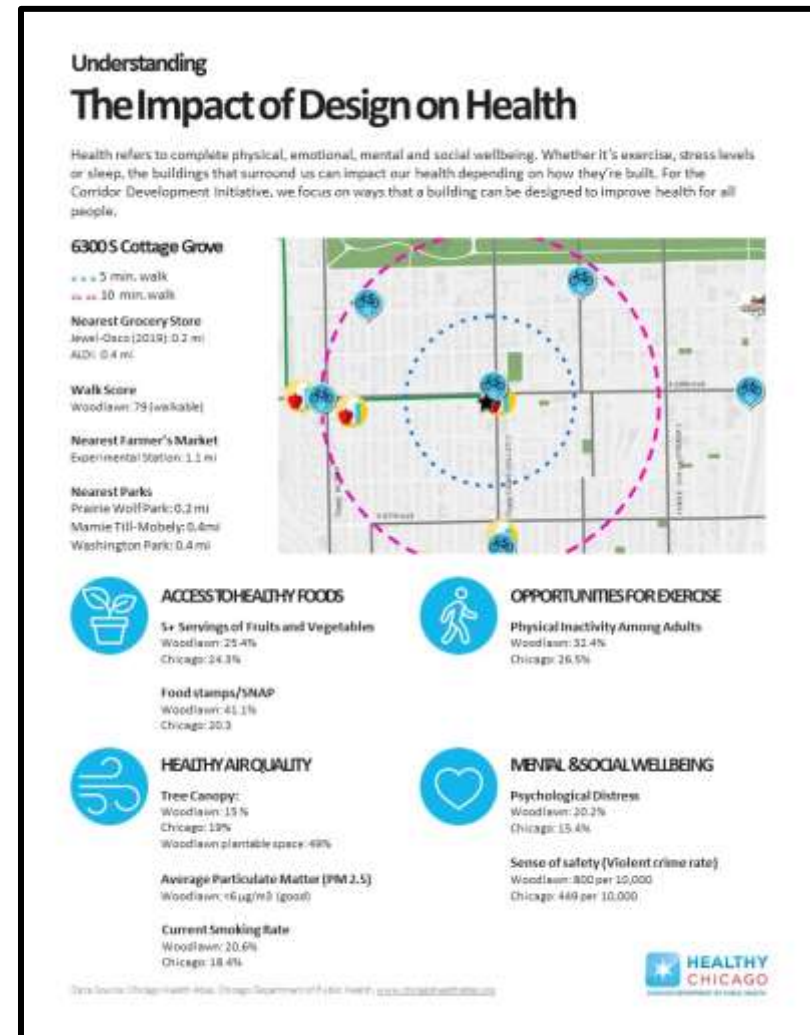 Understanding
The Impact of Design on Health
Health refers to complete physical, emotional, mental and social wellbeing. Whether it's exercise, stress levels
or sleep, the buildings that surround us can impact our health depending on how they're built. For the
Corridor Development Initiative, we focus on ways that a building can be designed to improve health for all
people.
6300 S Cottage Grove
5 min. walk
10 min. walk
Nearest Grocery Store
Jewel-Osco (2019): 0.2 mi
ALDI: 0.4 mi
Walk Score
Woodlawn: 79 (walkable)
Nearest Farmer's Market
Experimental Station: 1.1 mi
Nearest Parks
Prairie Wolf Park: 0.2 mi
Mamie Till-Mobely: 0.4mi
Washington Park: 0.4 mi
ACCESS TO HEALTHY FOODS
5+ Servings of Fruits and Vegetables
Woodlawn: 25.4%
Chicago: 24.3%
Food stamps/SNAP
Woodlawn: 41.1%
Chicago: 20.3
OPPORTUNITIES FOR EXERCISE
Physical Inactivity Among Adults
Woodlawn: 32.4%
Chicago: 26.5%
HEALTHY AIR QUALITY
Tree Canopy:
Woodlawn: 15 %
Chicago: 19%
Woodlawn plantable space: 49%
Average Particulate Matter (PM 2.5)
Woodlawn: <6 µg/m3 (good)
Current Smoking Rate
Woodlawn: 20.6%
Chicago: 18.4%
MENTAL & SOCIAL WELLBEING
Psychological Distress
Woodlawn: 20.2%
Chicago: 15.4%
Sense of safety (Violent crime rate)
Woodlawn: 800 per 10,000
Chicago: 449 per 10,000
Data Source: Chicago Health Atlas, Chicago Department of Public Health, www.chicagohealthatlas.org
HEALTHY
CHICAGO
CHICAGO DEPARTMENT OF PUBLIC HEALTH